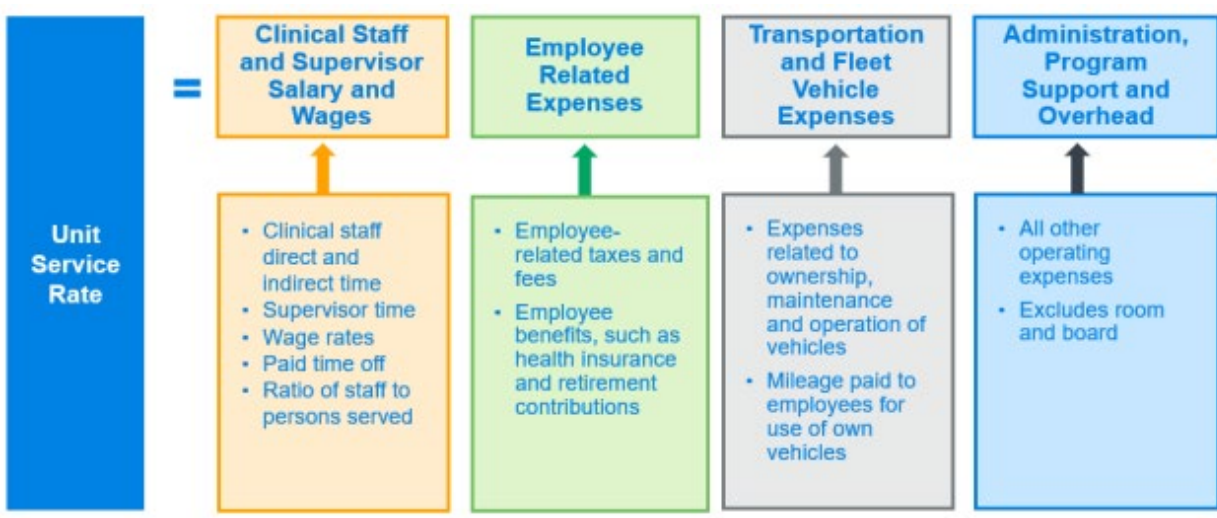 Unit
Service
Rate
=
Clinical Staff
and Supervisor
Salary and
Wages
Employee
Related
Expenses
Transportation
and Fleet
Vehicle
Expenses
Administration,
Program
Support and
Overhead
• Clinical staff
direct and
indirect time
• Supervisor time
• Wage rates
• Paid time off
• Ratio of staff to
persons served
• Employee-
related taxes and
fees
• Employee
benefits, such as
health insurance
and retirement
contributions
• Expenses
related to
ownership,
maintenance
and operation of
vehicles
• Mileage paid to
employees for
use of own
vehicles
• All other
operating
expenses
• Excludes room
and board